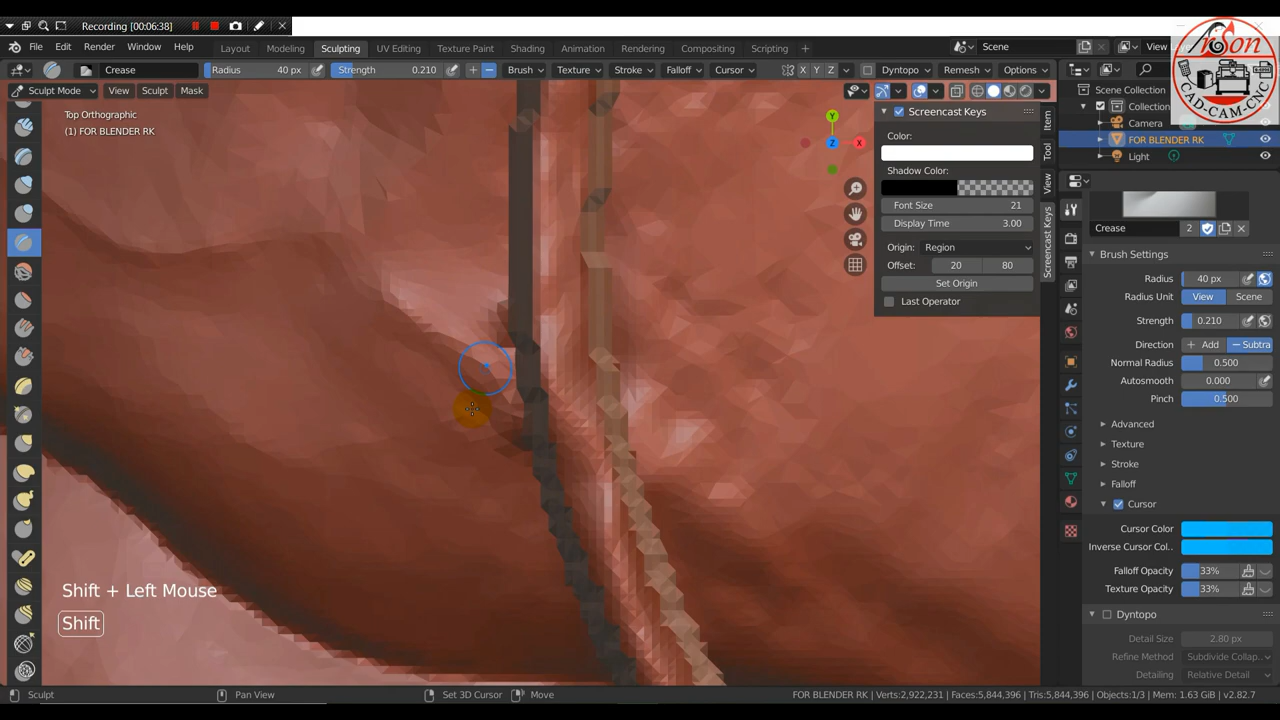 Recording [00:06:38]
File Edit Render Window Help Layout Modeling Sculpting UV Editing Texture Paint Shading Animation Rendering Compositing Scripting + Scene View
Crease Radius 40 px Strength 0.210 Brush Texture Stroke Falloff Cursor X Y Z Dyntopo Remesh Options
Sculpt Mode View Sculpt Mask
Top Orthographic
(1) FOR BLENDER RK
Y
X
Z
Screencast Keys
Color:
Shadow Color:
Font Size 21
Display Time 3.00
Origin: Region
Offset: 20 80
Set Origin
Last Operator
Item
Tool
View
Screencast Keys
CAD-CAM-CNC
Scene Collection
Collection
Camera
FOR BLENDER RK
Light
Crease 2
Brush Settings
Radius 40 px
Radius Unit View Scene
Strength 0.210
Direction + Add − Subtra
Normal Radius 0.500
Autosmooth 0.000
Pinch 0.500
Advanced
Texture
Stroke
Falloff
Cursor
Cursor Color
Inverse Cursor Col..
Falloff Opacity 33%
Texture Opacity 33%
Dyntopo
Detail Size 2.80 px
Refine Method Subdivide Collap..
Detailing Relative Detail
Shift + Left Mouse
Shift
Sculpt Pan View Set 3D Cursor Move FOR BLENDER RK | Verts:2,922,231 | Faces:5,844,396 | Tris:5,844,396 | Objects:1/3 | Mem: 1.63 GiB | v2.82.7